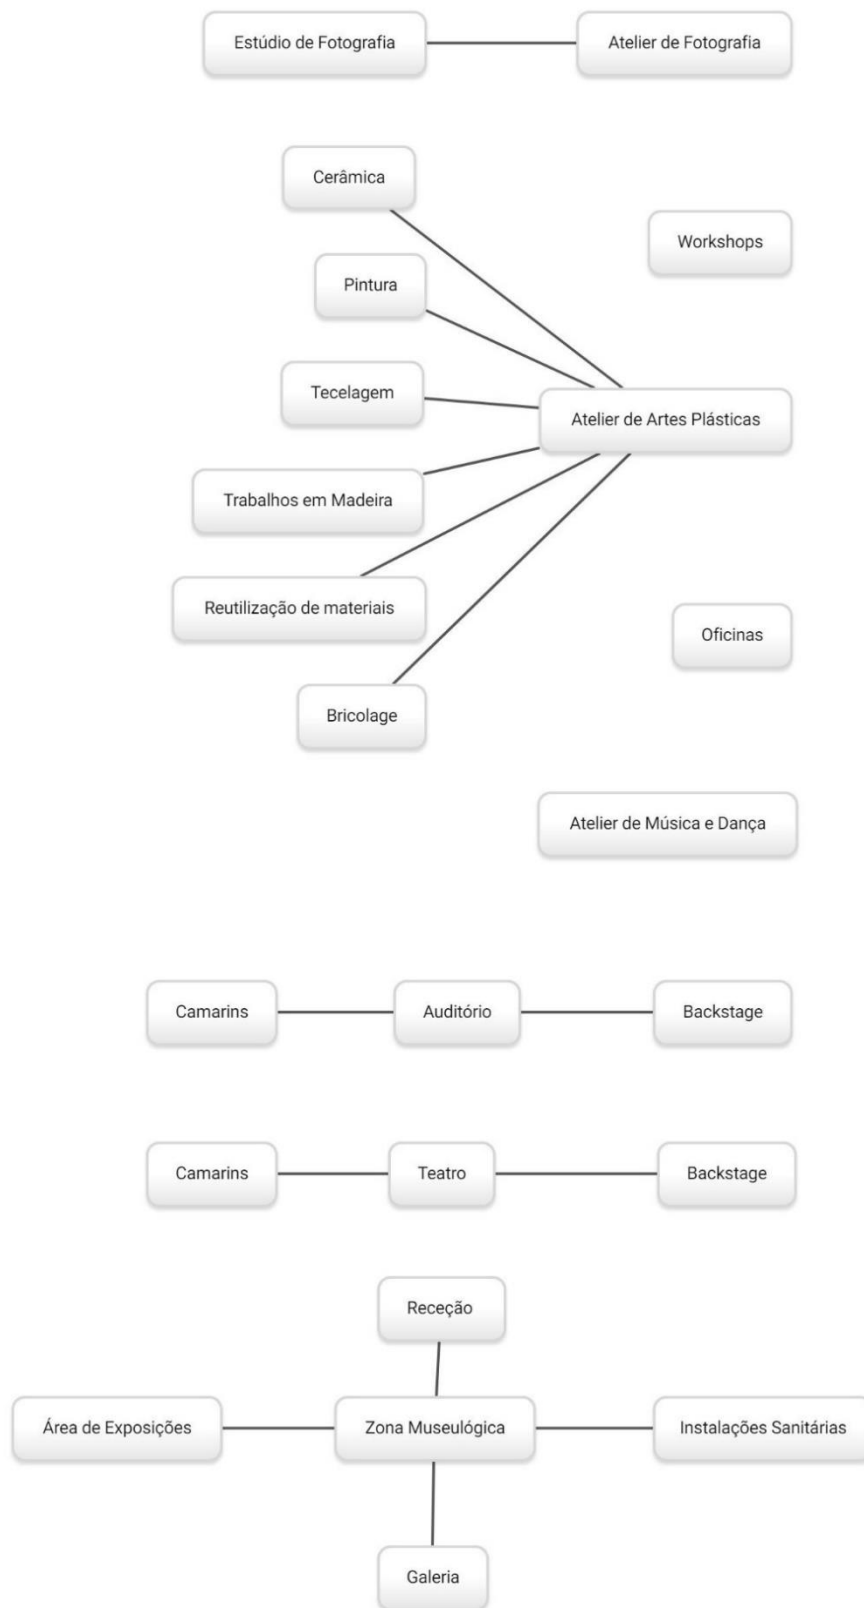 Estúdio de Fotografia
Atelier de Fotografia
Cerâmica
Workshops
Pintura
Tecelagem
Atelier de Artes Plásticas
Trabalhos em Madeira
Reutilização de materiais
Oficinas
Bricolage
Atelier de Música e Dança
Camarins
Auditório
Backstage
Camarins
Teatro
Backstage
Receção
Área de Exposições
Zona Museulógica
Instalações Sanitárias
Galeria